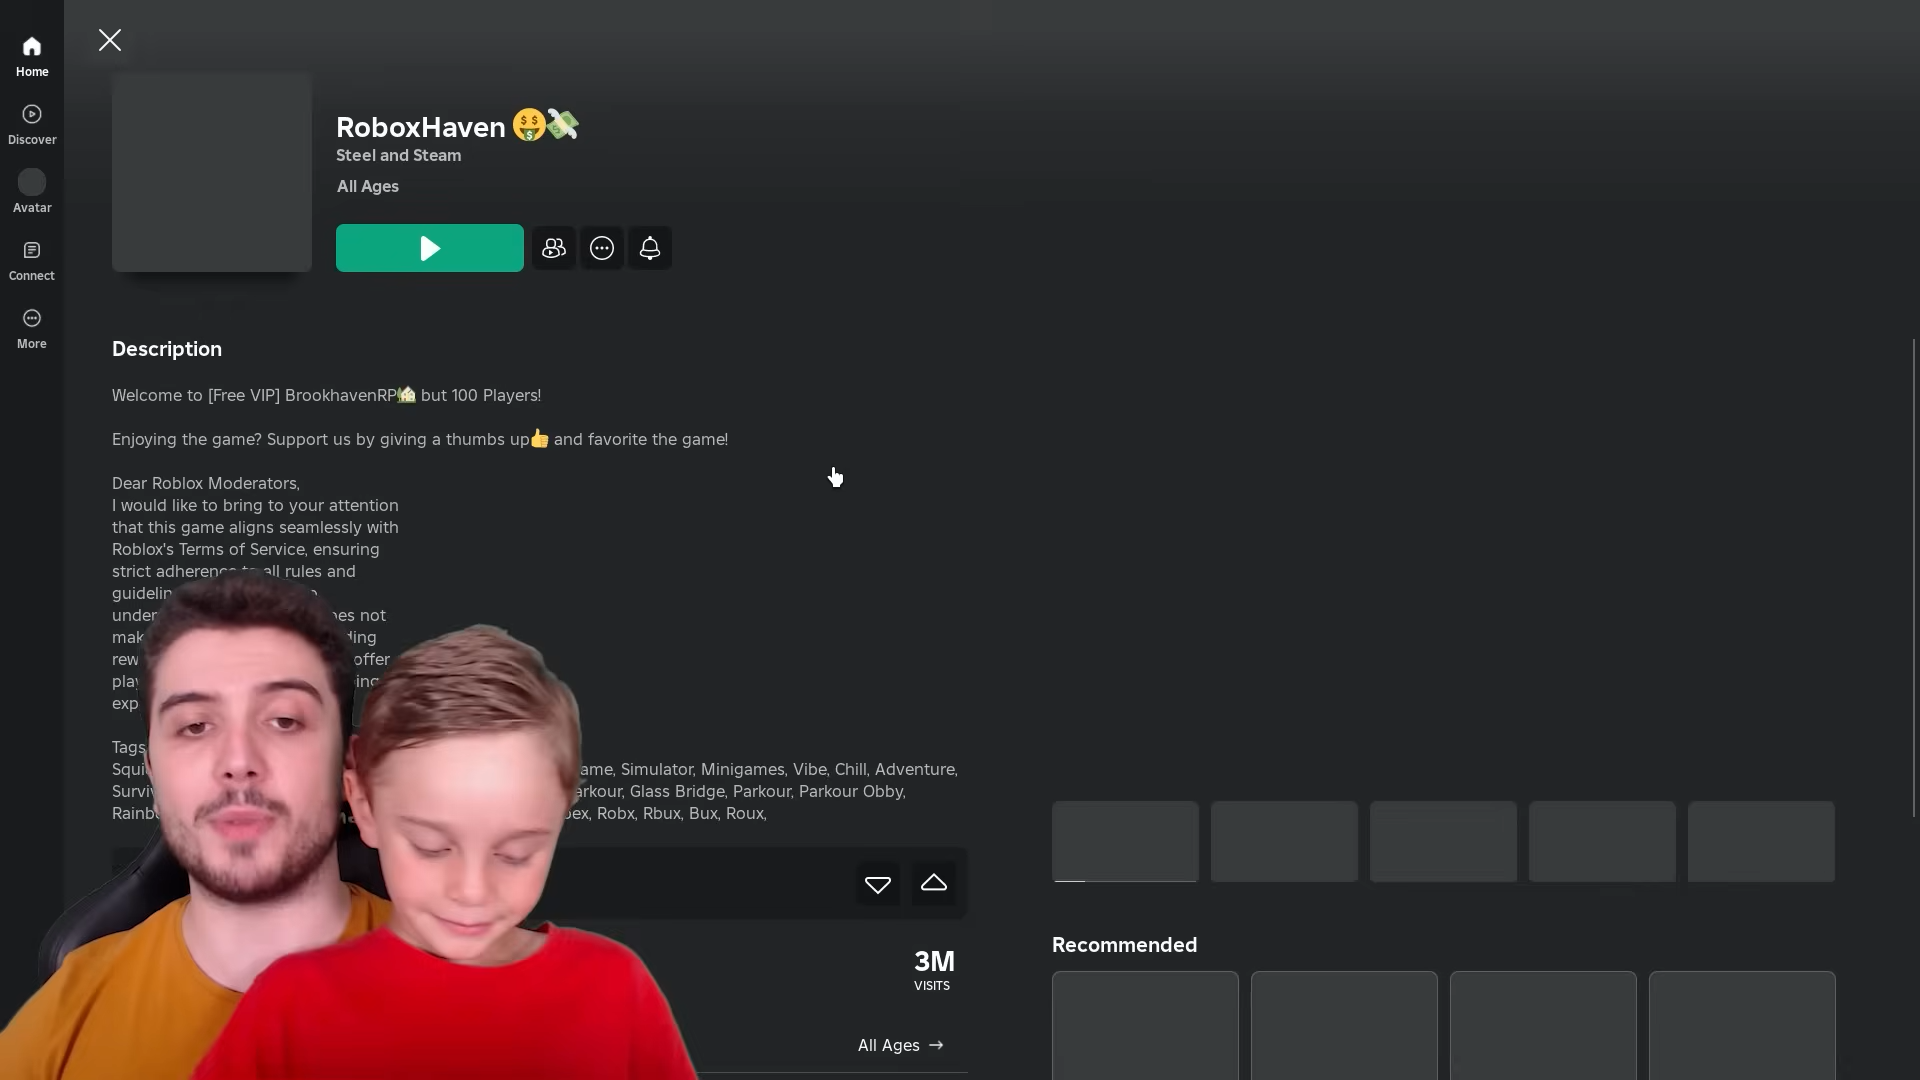 Home
Discover
Avatar
Connect
More
RoboxHaven 🤑💸
Steel and Steam
All Ages
Description
Welcome to [Free VIP] BrookhavenRP🏡 but 100 Players!
Enjoying the game? Support us by giving a thumbs up👍 and favorite the game!
Dear Roblox Moderators,
I would like to bring to your attention
that this game aligns seamlessly with
Roblox's Terms of Service, ensuring
strict adherence to all rules and
not
offer
Tags
Simulator, Minigames, Vibe, Chill, Adventure,
Glass Bridge, Parkour, Parkour Obby,
Robx, Rbux, Bux, Roux,
3M
VISITS
All Ages →
Recommended